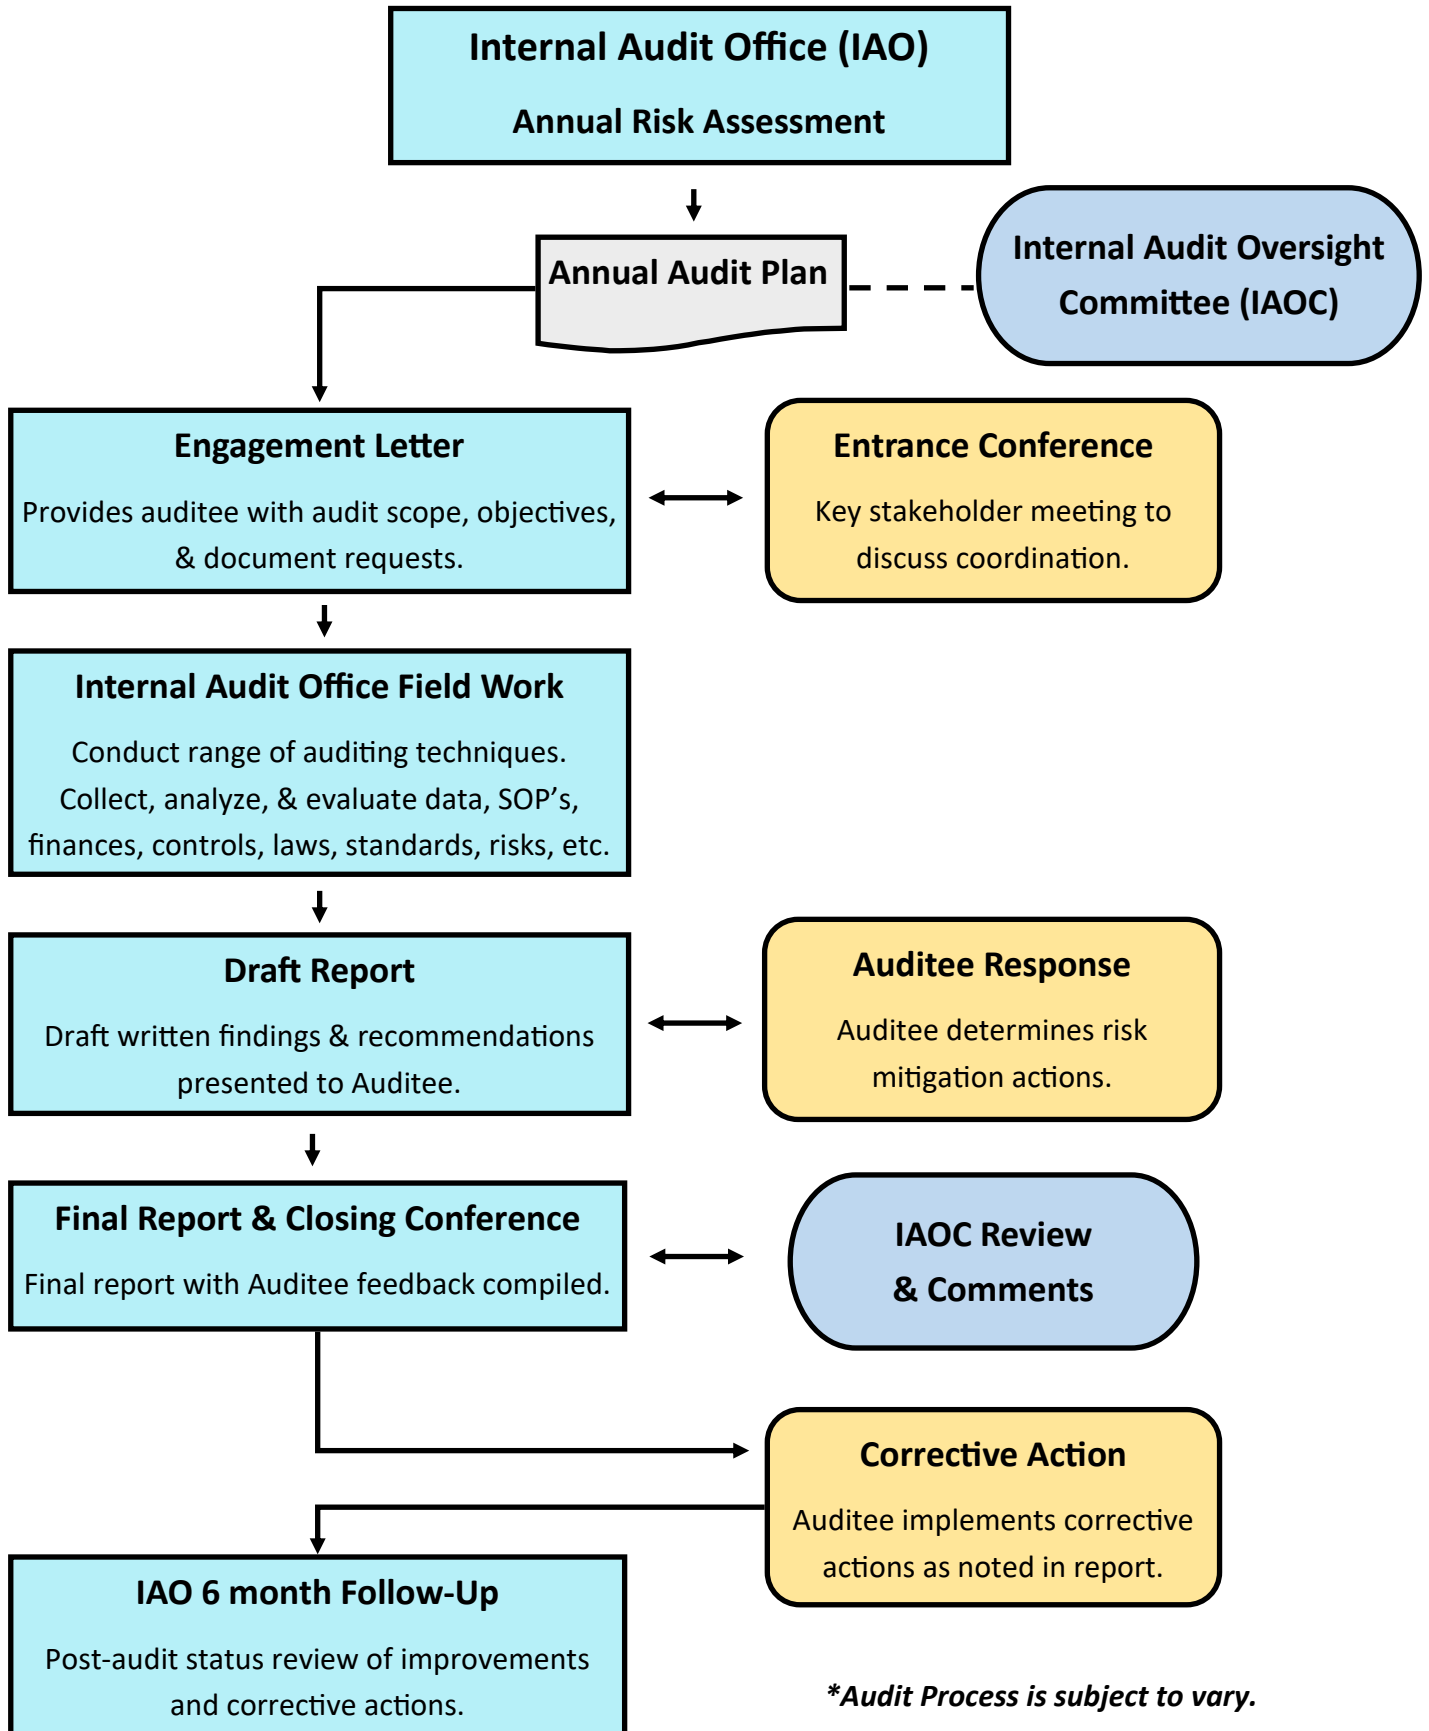 Internal Audit Office (IAO)
Annual Risk Assessment
Annual Audit Plan
Internal Audit Oversight
Committee (IAOC)
Engagement Letter
Provides auditee with audit scope, objectives,
& document requests.
Entrance Conference
Key stakeholder meeting to
discuss coordination.
Internal Audit Office Field Work
Conduct range of auditing techniques.
Collect, analyze, & evaluate data, SOP’s,
finances, controls, laws, standards, risks, etc.
Draft Report
Draft written findings & recommendations
presented to Auditee.
Auditee Response
Auditee determines risk
mitigation actions.
Final Report & Closing Conference
Final report with Auditee feedback compiled.
IAOC Review
& Comments
Corrective Action
Auditee implements corrective
actions as noted in report.
IAO 6 month Follow-Up
Post-audit status review of improvements
and corrective actions.
*Audit Process is subject to vary.